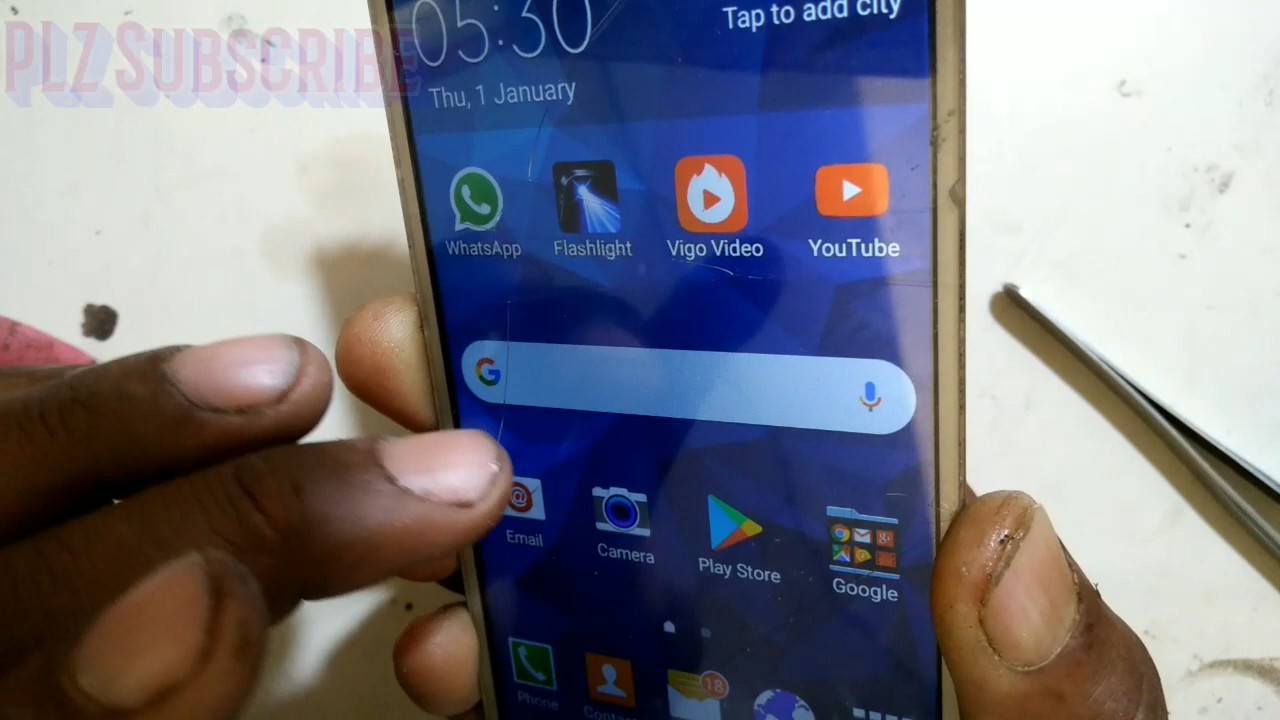 PLZ SUBSCRIBE
05:30
Tap to add city
Thu, 1 January
WhatsApp
Flashlight
Vigo Video
YouTube
G
@
Email
Camera
Play Store
Google
18
Phone